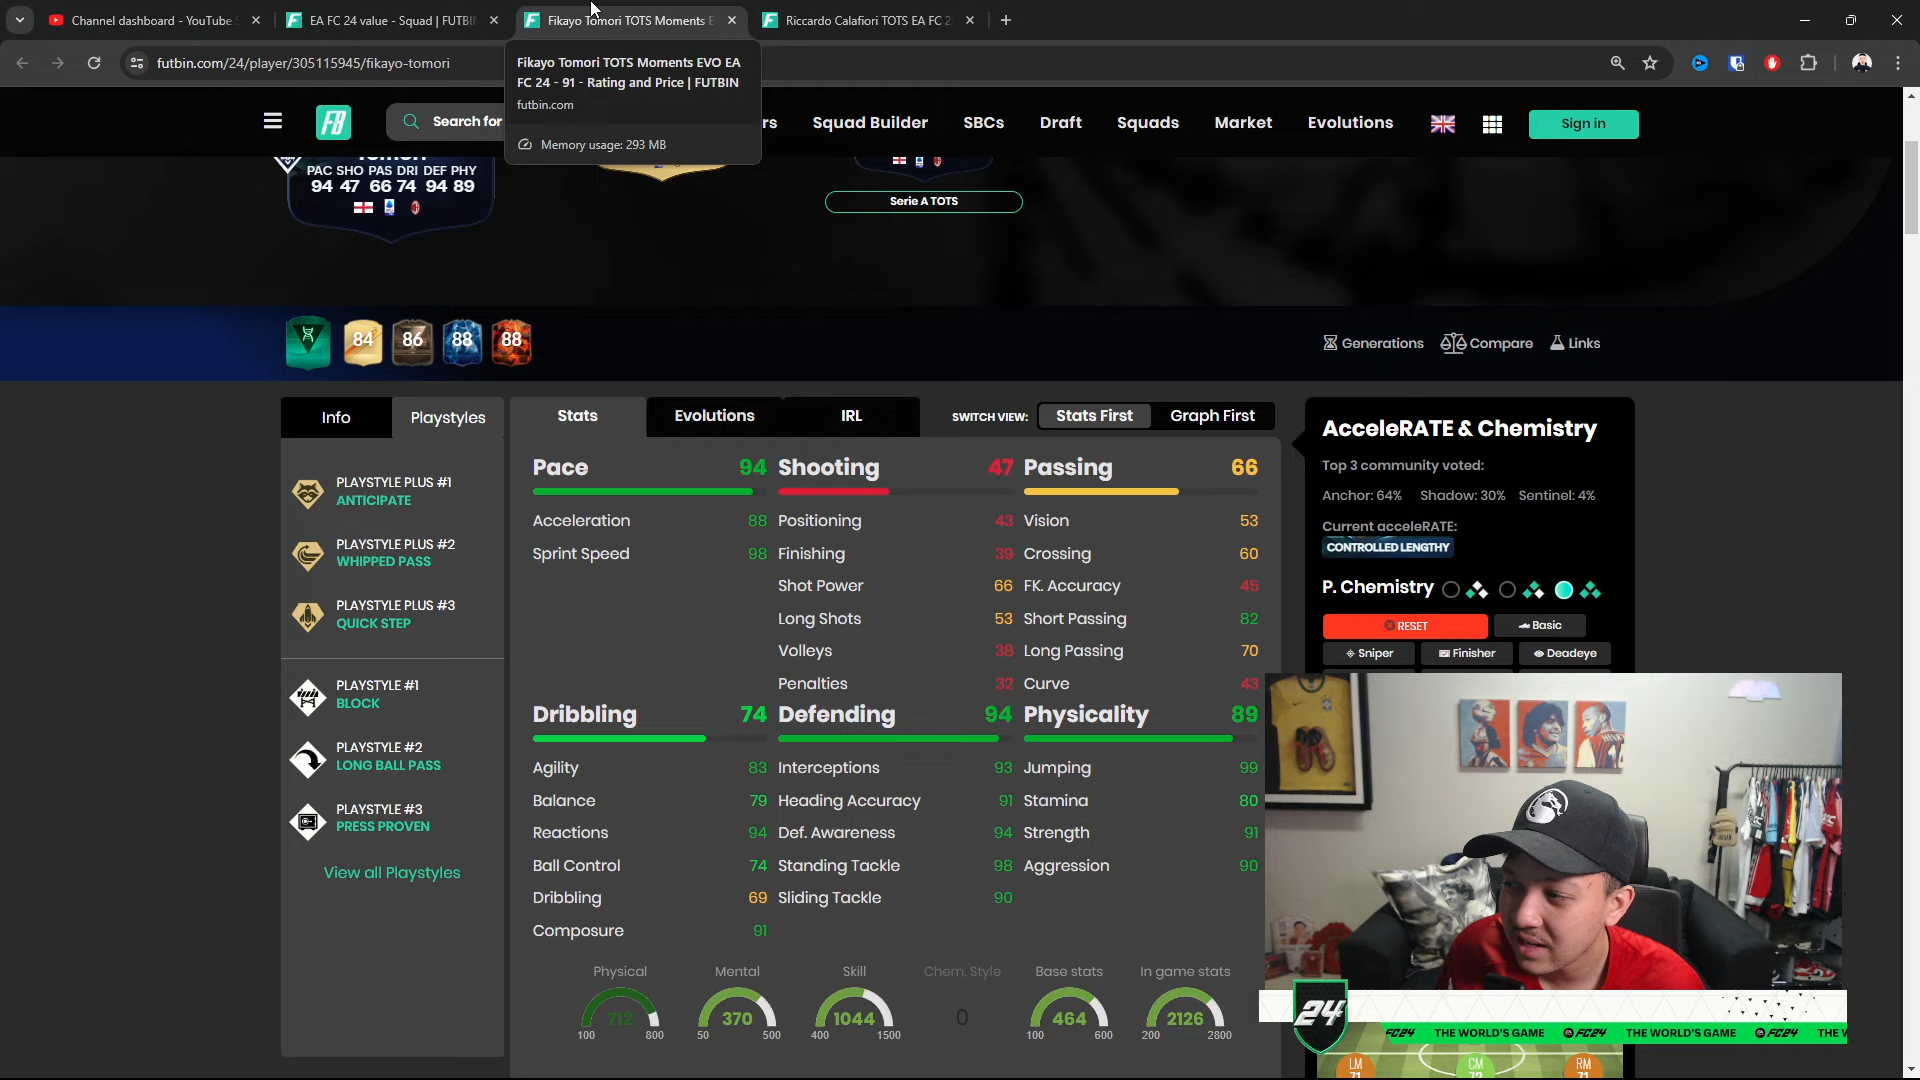 Channel dashboard - YouTube S
EA FC 24 value - Squad | FUTBIN
Fikayo Tomori TOTS Moments E
Riccardo Calafiori TOTS EA FC 2
futbin.com/24/player/305115945/fikayo-tomori
Fikayo Tomori TOTS Moments EVO EA
FC 24 - 91 - Rating and Price | FUTBIN
futbin.com
Memory usage: 293 MB
Search for
rs
Squad Builder
SBCs
Draft
Squads
Market
Evolutions
Sign in
PAC SHO PAS DRI DEF PHY
94 47 66 74 94 89
Serie A TOTS
84
86
88
88
Generations
Compare
Links
Info
Playstyles
PLAYSTYLE PLUS #1
ANTICIPATE
PLAYSTYLE PLUS #2
WHIPPED PASS
PLAYSTYLE PLUS #3
QUICK STEP
PLAYSTYLE #1
BLOCK
PLAYSTYLE #2
LONG BALL PASS
PLAYSTYLE #3
PRESS PROVEN
View all Playstyles
Stats
Evolutions
IRL
SWITCH VIEW:
Stats First
Graph First
Pace 94
Acceleration 88
Sprint Speed 98
Shooting 47
Positioning 43
Finishing 39
Shot Power 66
Long Shots 53
Volleys 38
Penalties 32
Passing 66
Vision 53
Crossing 60
FK. Accuracy 45
Short Passing 82
Long Passing 70
Curve 43
Dribbling 74
Agility 83
Balance 79
Reactions 94
Ball Control 74
Dribbling 69
Composure 91
Defending 94
Interceptions 93
Heading Accuracy 91
Def. Awareness 94
Standing Tackle 98
Sliding Tackle 90
Physicality 89
Jumping 99
Stamina 80
Strength 91
Aggression 90
Physical
712
100 800
Mental
370
50 500
Skill
1044
400 1500
Chem. Style
0
Base stats
464
100 600
In game stats
2126
200 2800
AcceleRATE & Chemistry
Top 3 community voted:
Anchor: 64% Shadow: 30% Sentinel: 4%
Current acceleRATE:
CONTROLLED LENGTHY
P. Chemistry
RESET
Basic
Sniper
Finisher
Deadeye
24
FC24 THE WORLD'S GAME FC24 THE WORLD'S GAME FC24 THE W
LM
CM
RM
71
71